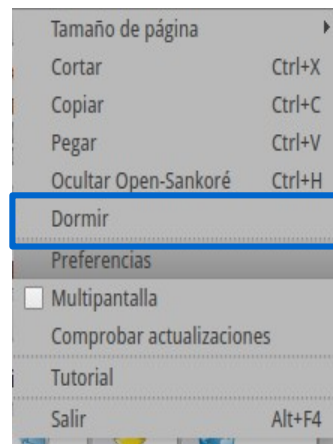 Tamaño de página
Cortar Ctrl+X
Copiar Ctrl+C
Pegar Ctrl+V
Ocultar Open-Sankoré Ctrl+H
Dormir
Preferencias
Multipantalla
Comprobar actualizaciones
Tutorial
Salir Alt+F4